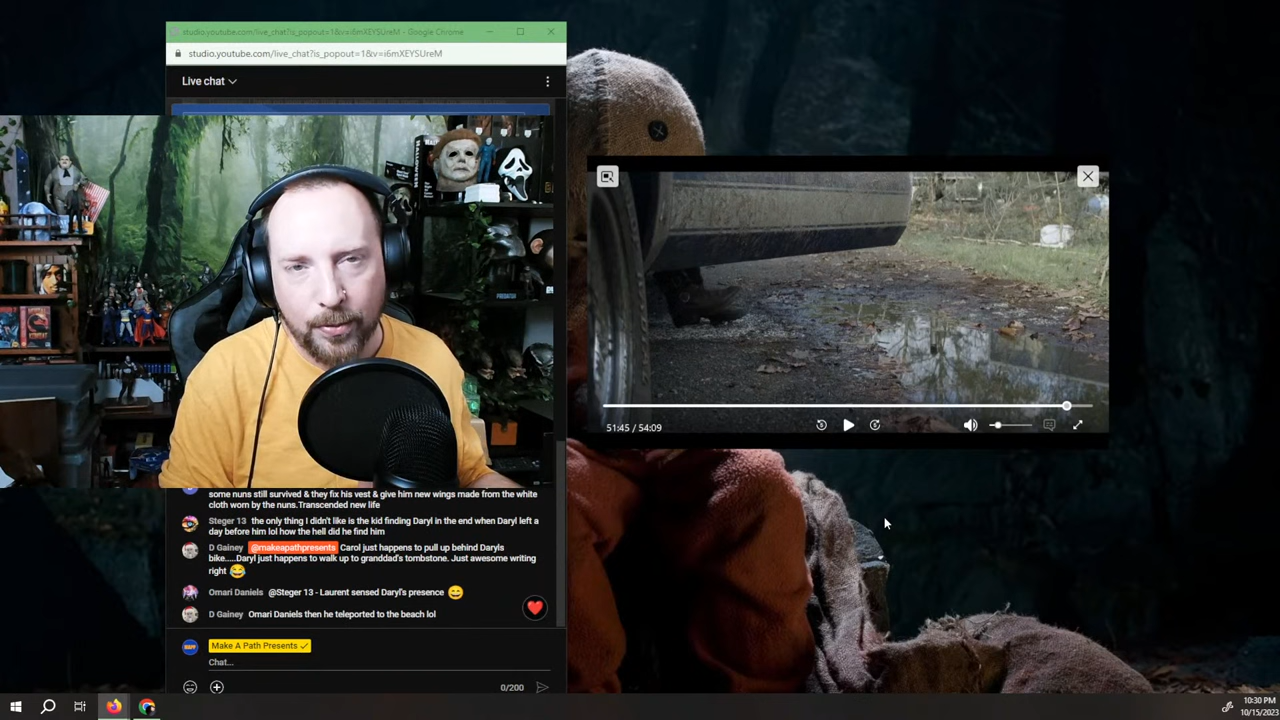 studio.youtube.com/live_chat?is_popout=1&v=i6mXEYSUreM - Google Chrome
studio.youtube.com/live_chat?is_popout=1&v=i6mXEYSUreM
Live chat
some nuns still survived & they fix his vest & give him new wings made from the white
cloth worn by the nuns.Transcended new life
Steger 13 the only thing I didn't like is the kid finding Daryl in the end when Daryl left a
day before him lol how the hell did he find him
D Gainey @makeapathpresents Carol just happens to pull up behind Daryls
bike.....Daryl just happens to walk up to granddad's tombstone. Just awesome writing
right 😂
Omari Daniels @Steger 13 - Laurent sensed Daryl's presence 😄
D Gainey Omari Daniels then he teleported to the beach lol
Make A Path Presents ✓
Chat...
0/200
51:45 / 54:09
10:30 PM
10/15/2023